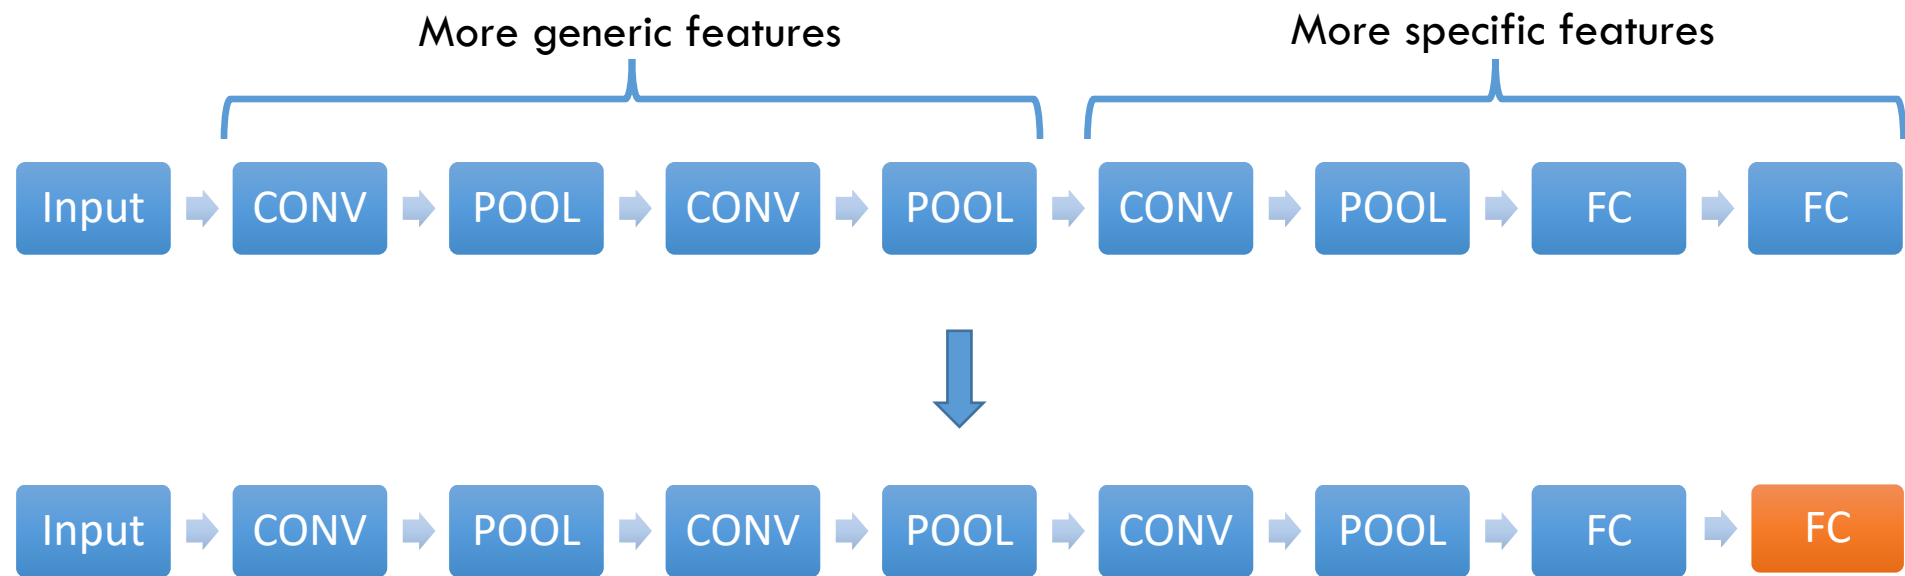 More generic features
More specific features
Input CONV POOL CONV POOL CONV POOL FC FC
Input CONV POOL CONV POOL CONV POOL FC FC